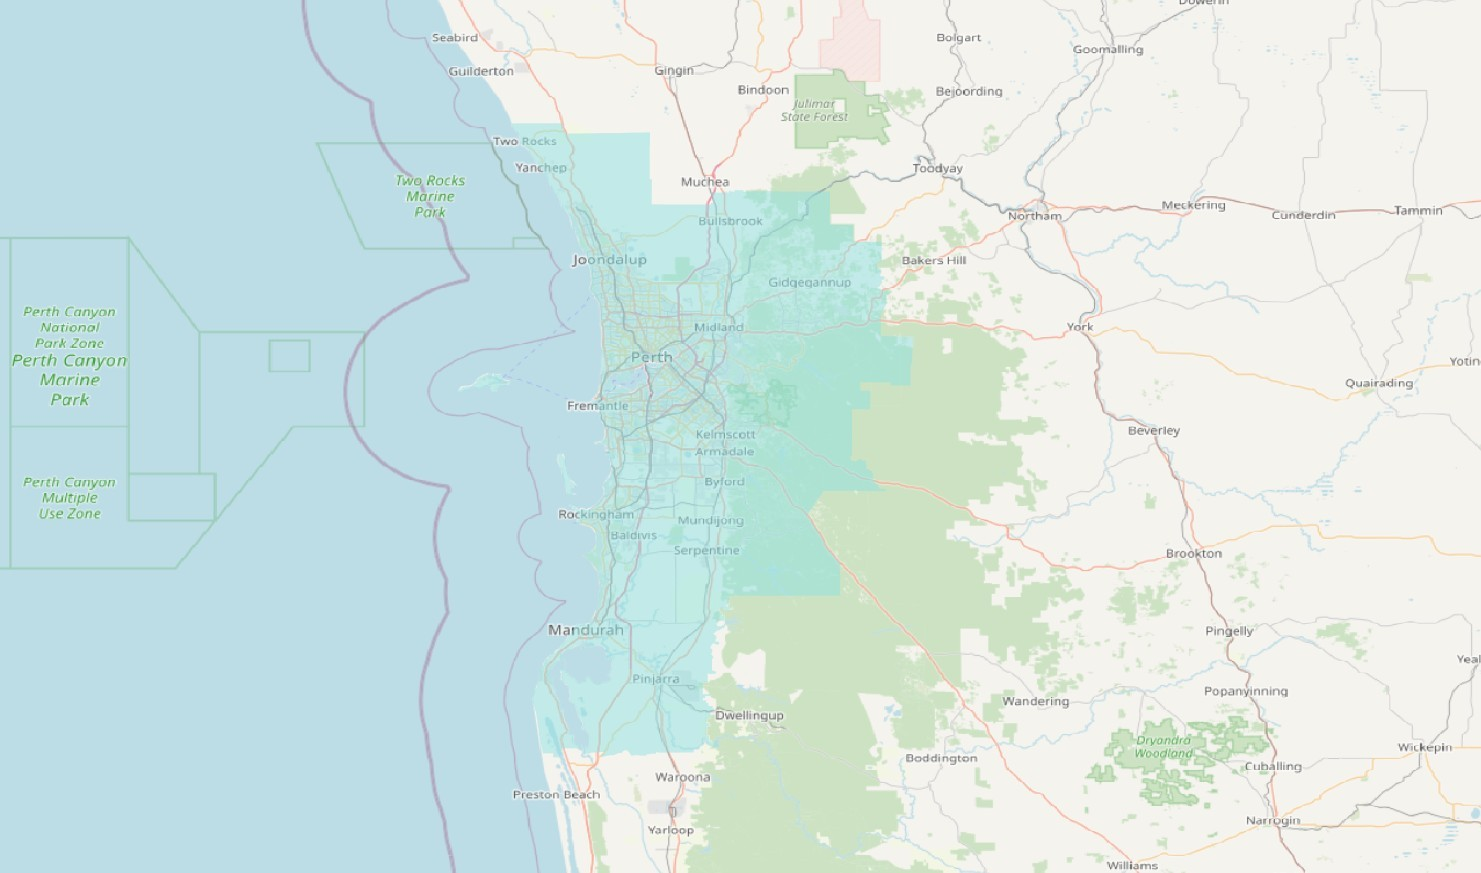 Dowerin
Seabird
Bolgart
Goomalling
Guilderton
Gingin
Bindoon
Bejoording
Julimar
State Forest
Two Rocks
Yanchep
Toodyay
Muchea
Two Rocks
Marine
Park
Meckering
Tammin
Northam
Cunderdin
Bullsbrook
Joondalup
Bakers Hill
Gidgegannup
Perth Canyon
National
Park Zone
Perth Canyon
Marine
Park
Midland
York
Perth
Quairading
Fremantle
Beverley
Kelmscott
Armadale
Byford
Perth Canyon
Multiple
Use Zone
Rockingham
Mundijong
Baldivis
Serpentine
Brookton
Mandurah
Pingelly
Pinjarra
Popanyinning
Wandering
Dwellingup
Dryandra
Woodland
Wickepin
Boddington
Cuballing
Waroona
Preston Beach
Yarloop
Narrogin
Williams